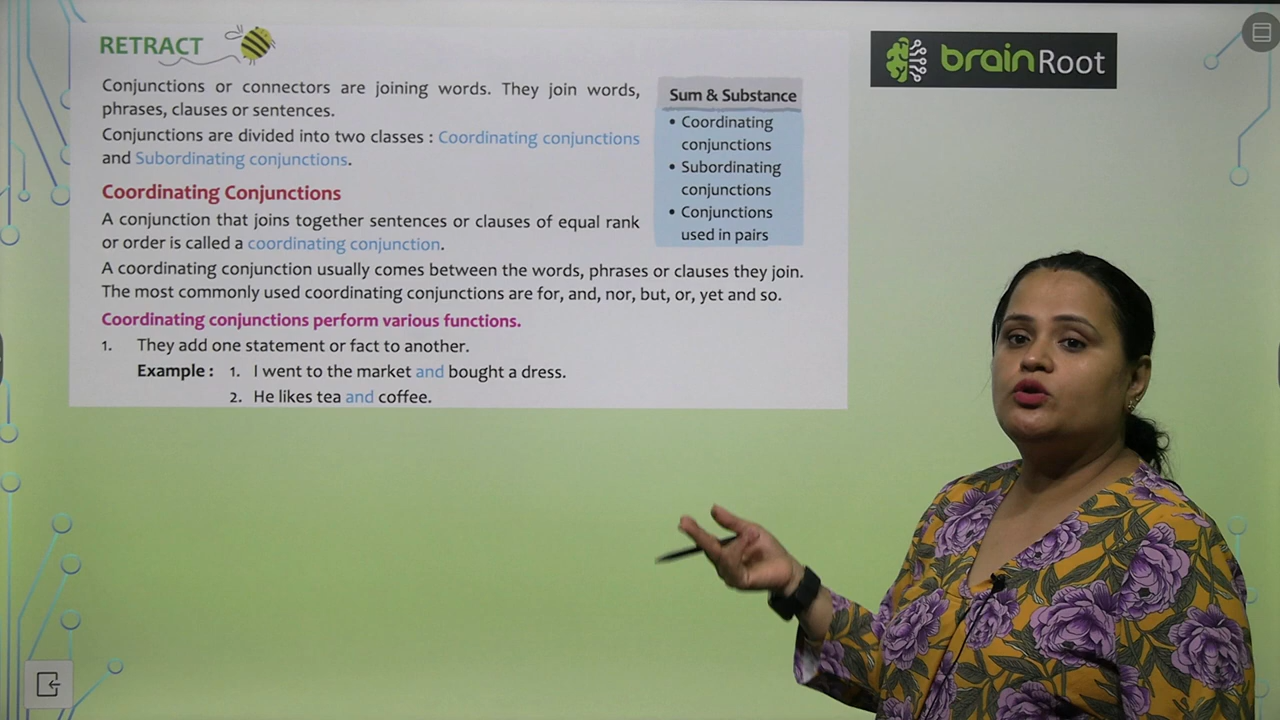 RETRACT
Conjunctions or connectors are joining words. They join words,
phrases, clauses or sentences.
Conjunctions are divided into two classes : Coordinating conjunctions
and Subordinating conjunctions.
Coordinating Conjunctions
A conjunction that joins together sentences or clauses of equal rank
or order is called a coordinating conjunction.
A coordinating conjunction usually comes between the words, phrases or clauses they join.
The most commonly used coordinating conjunctions are for, and, nor, but, or, yet and so.
Coordinating conjunctions perform various functions.
1. They add one statement or fact to another.
Example : 1. I went to the market and bought a dress.
2. He likes tea and coffee.
Sum & Substance
• Coordinating
conjunctions
• Subordinating
conjunctions
• Conjunctions
used in pairs
brainRoot